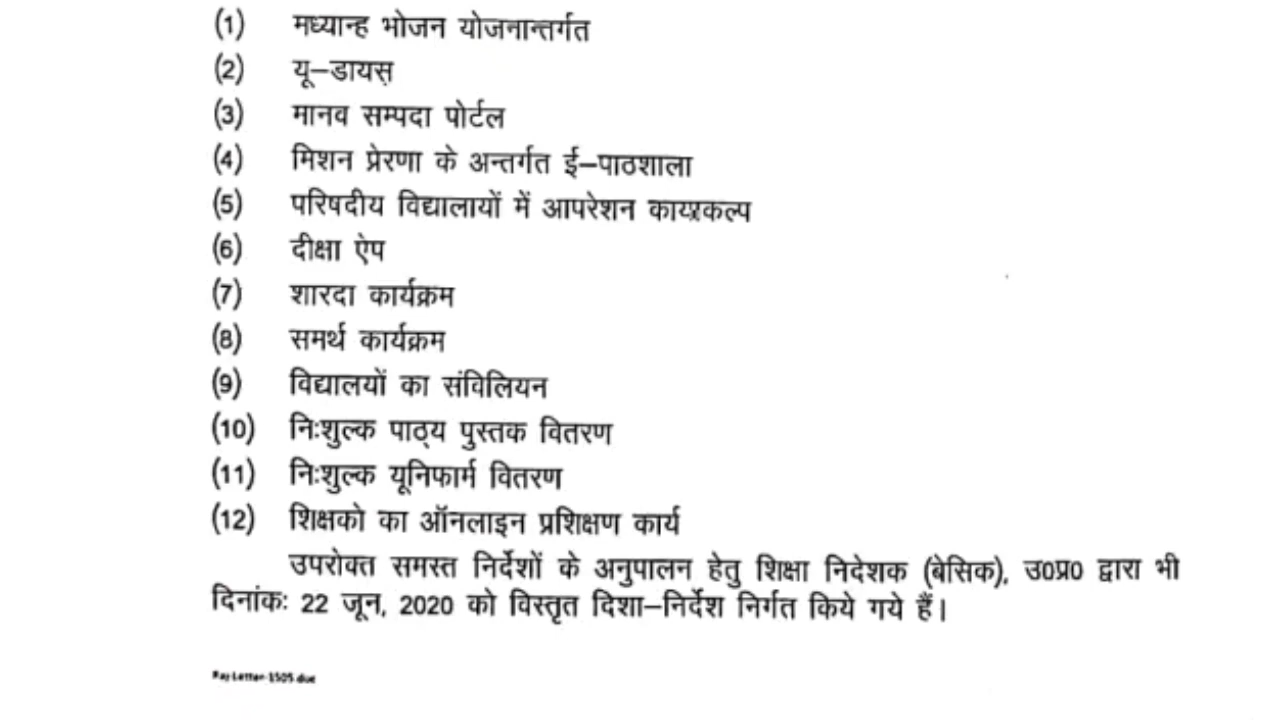 (1) मध्यान्ह भोजन योजनान्तर्गत
(2) यू–डायस
(3) मानव सम्पदा पोर्टल
(4) मिशन प्रेरणा के अन्तर्गत ई–पाठशाला
(5) परिषदीय विद्यालायों में आपरेशन कायाकल्प
(6) दीक्षा ऐप
(7) शारदा कार्यक्रम
(8) समर्थ कार्यक्रम
(9) विद्यालयों का संविलियन
(10) निःशुल्क पाठ्य पुस्तक वितरण
(11) निःशुल्क यूनिफार्म वितरण
(12) शिक्षको का ऑनलाइन प्रशिक्षण कार्य
उपरोक्त समस्त निर्देशों के अनुपालन हेतु शिक्षा निदेशक (बेसिक), उ0प्र0 द्वारा भी
दिनांकः 22 जून, 2020 को विस्तृत दिशा–निर्देश निर्गत किये गये हैं।
Letter-1505